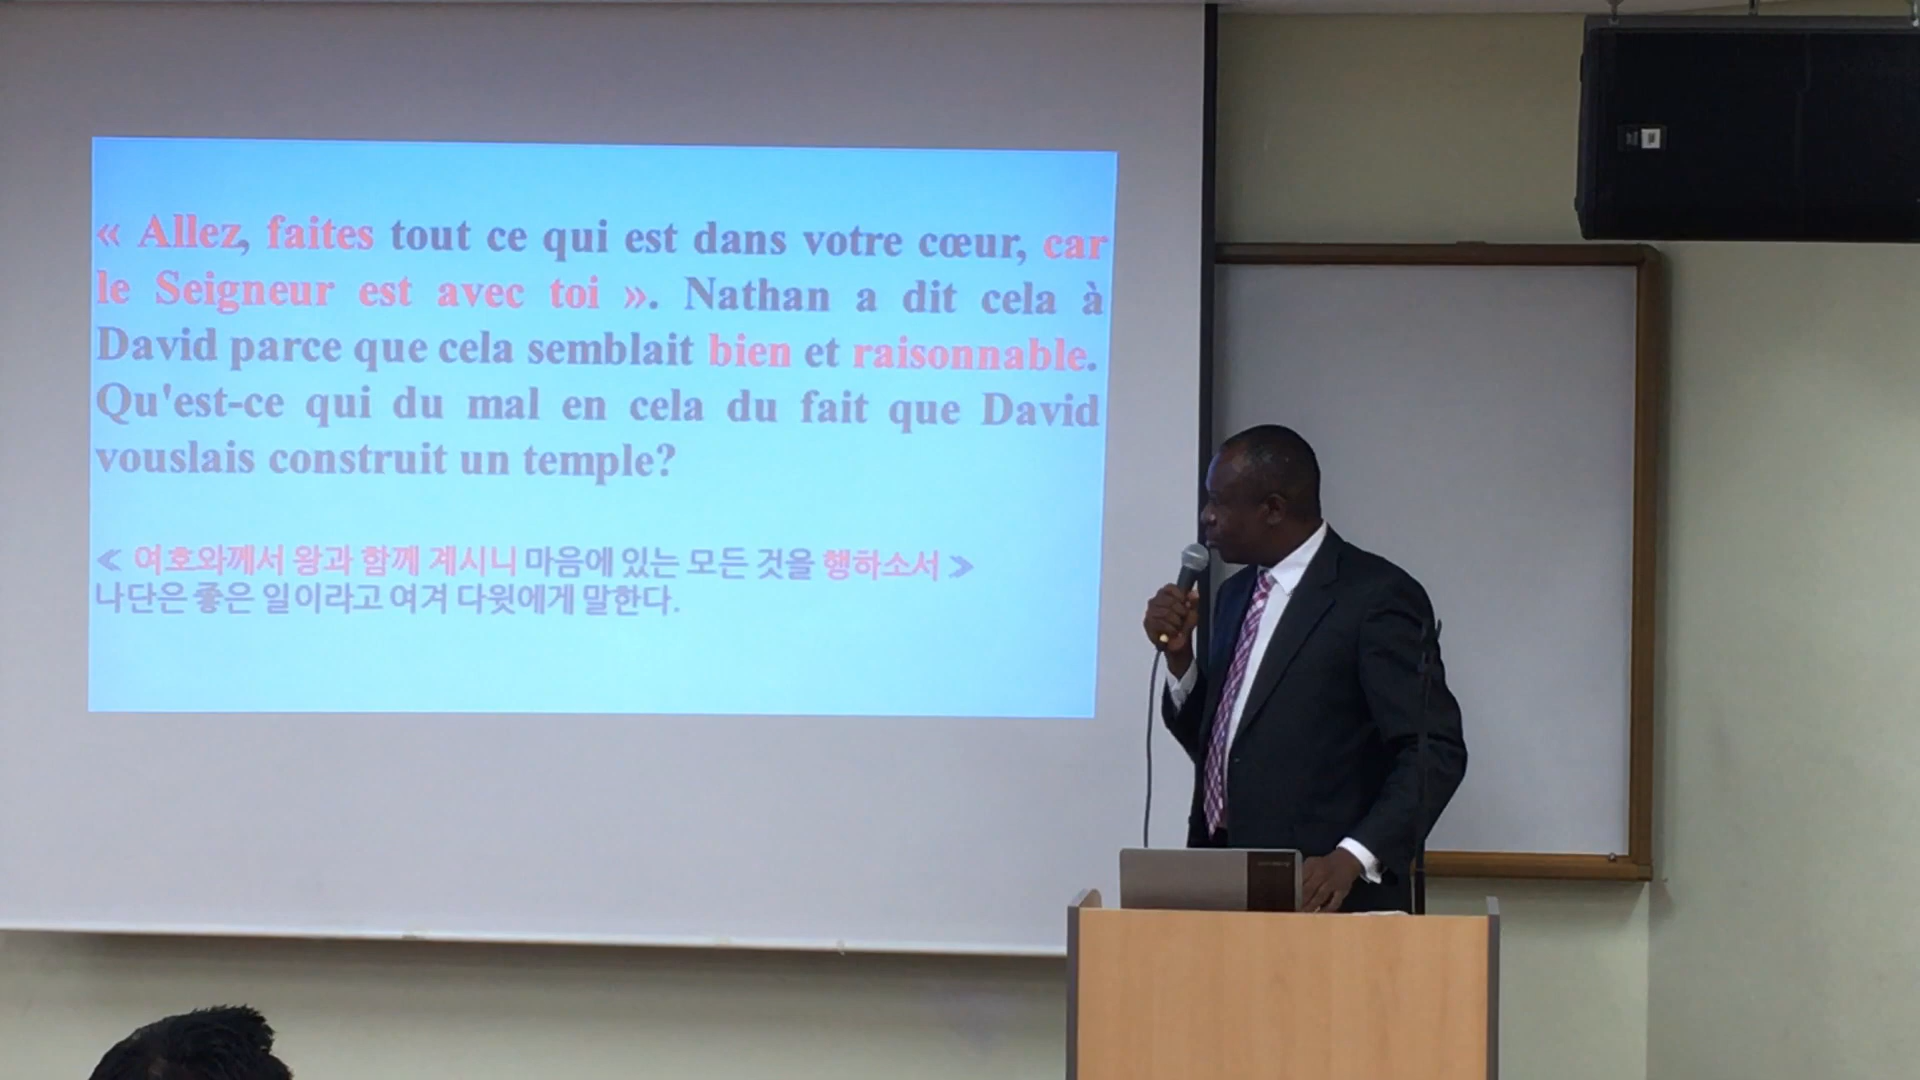 « Allez, faites tout ce qui est dans votre cœur, car
le Seigneur est avec toi ». Nathan a dit cela à
David parce que cela semblait bien et raisonnable.
Qu'est-ce qui du mal en cela du fait que David
vouslais construit un temple?
≪ 여호와께서 왕과 함께 계시니 마음에 있는 모든 것을 행하소서 ≫
나단은 좋은 일이라고 여겨 다윗에게 말한다.